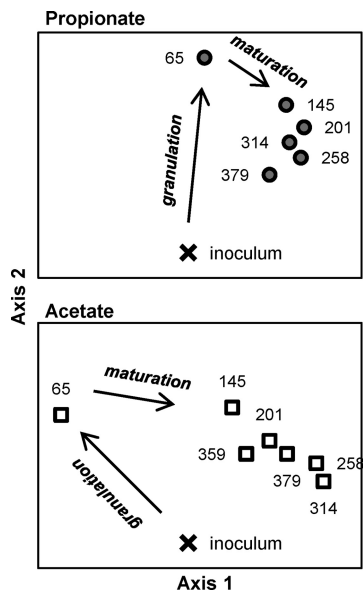 Propionate
65
maturation
145
201
granulation
314
258
379
inoculum
Axis 2
Acetate
65
maturation
145
201
359
258
379
granulation
314
inoculum
Axis 1